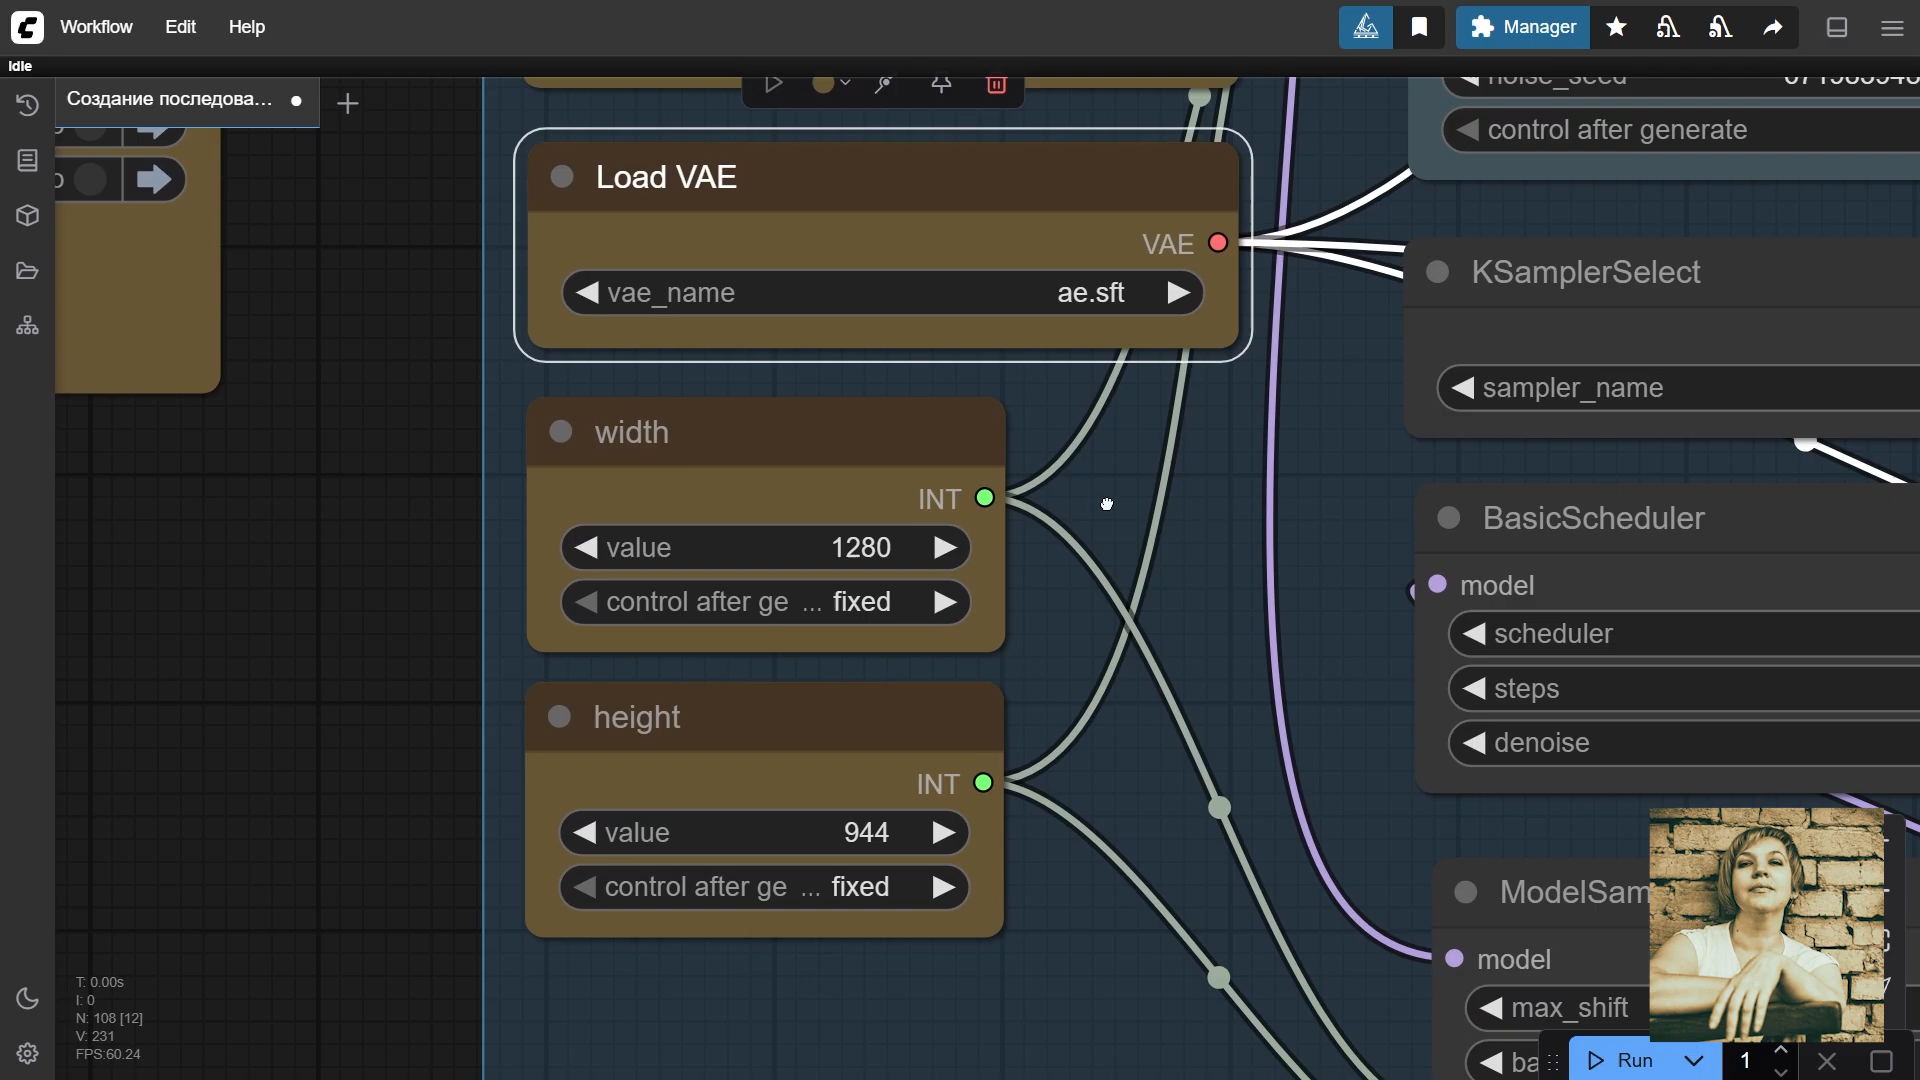 Workflow
Edit
Help
Manager
Idle
Создание последова...
noise_seed
control after generate
Load VAE
VAE
vae_name
ae.sft
KSamplerSelect
sampler_name
width
INT
value
1280
control after ge ...
fixed
BasicScheduler
model
scheduler
steps
denoise
height
INT
value
944
control after ge ...
fixed
ModelSam
model
max_shift
ba
T: 0.00s
I: 0
N: 108 [12]
V: 231
FPS:60.24
Run
1